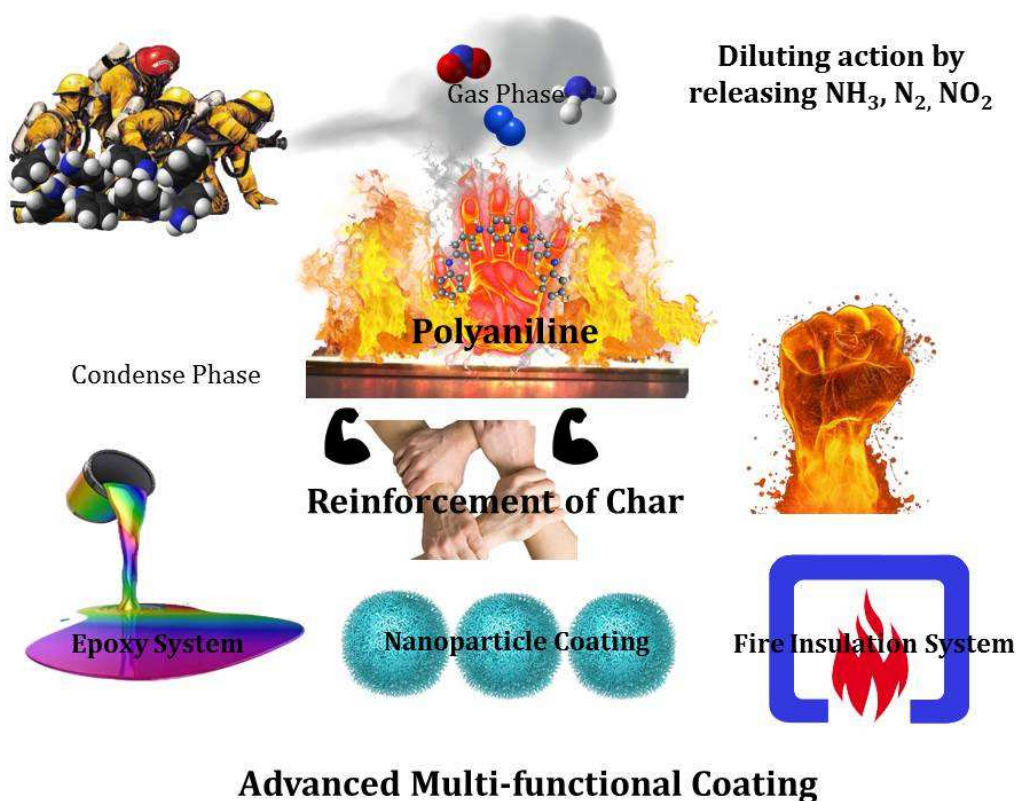 Diluting action by
releasing NH₃, N₂, NO₂
Gas Phase
Polyaniline
Condense Phase
Reinforcement of Char
Epoxy System
Nanoparticle Coating
Fire Insulation System
Advanced Multi-functional Coating